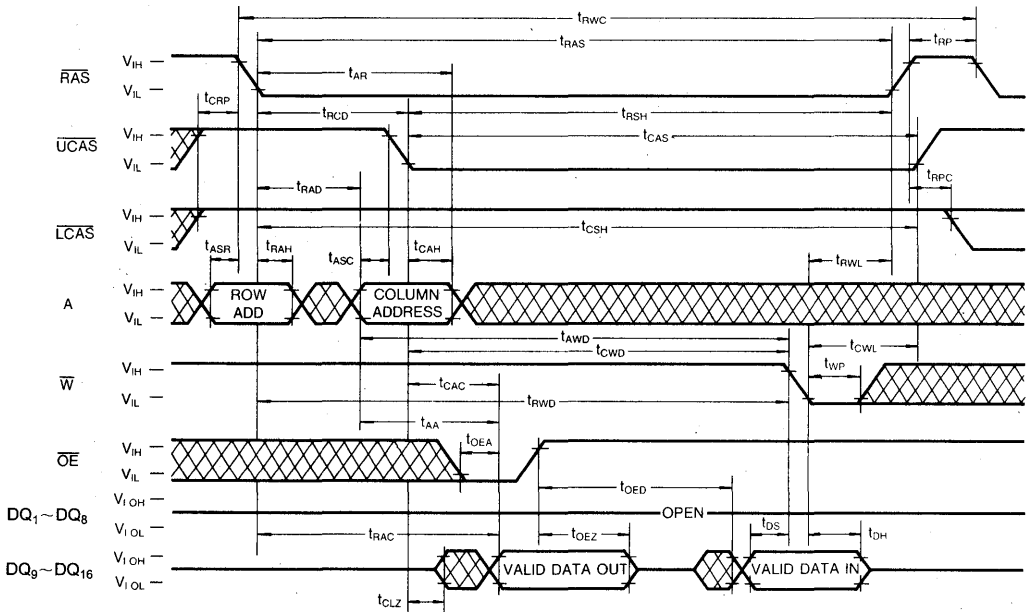 tRWC
tRAS tRP
RAS VIH tAR
VIL
tCRP tRCD tRSH
UCAS VIH tCAS
VIL
tRAD tRPC
LCAS VIH
VIL tCSH
tASR tRAH tASC tCAH tRWL
A VIH ROW ADD COLUMN ADDRESS
VIL
tAWD
tCWD tCWL
W VIH tWP
VIL tCAC
tRWD
tAA
OE VIH tOEA
VIL
tOED
DQ1~DQ8 VIOH OPEN
VIOL
tRAC tOEZ tDS tDH
DQ9~DQ16 VIOH VALID DATA OUT VALID DATA IN
VIOL
tCLZ